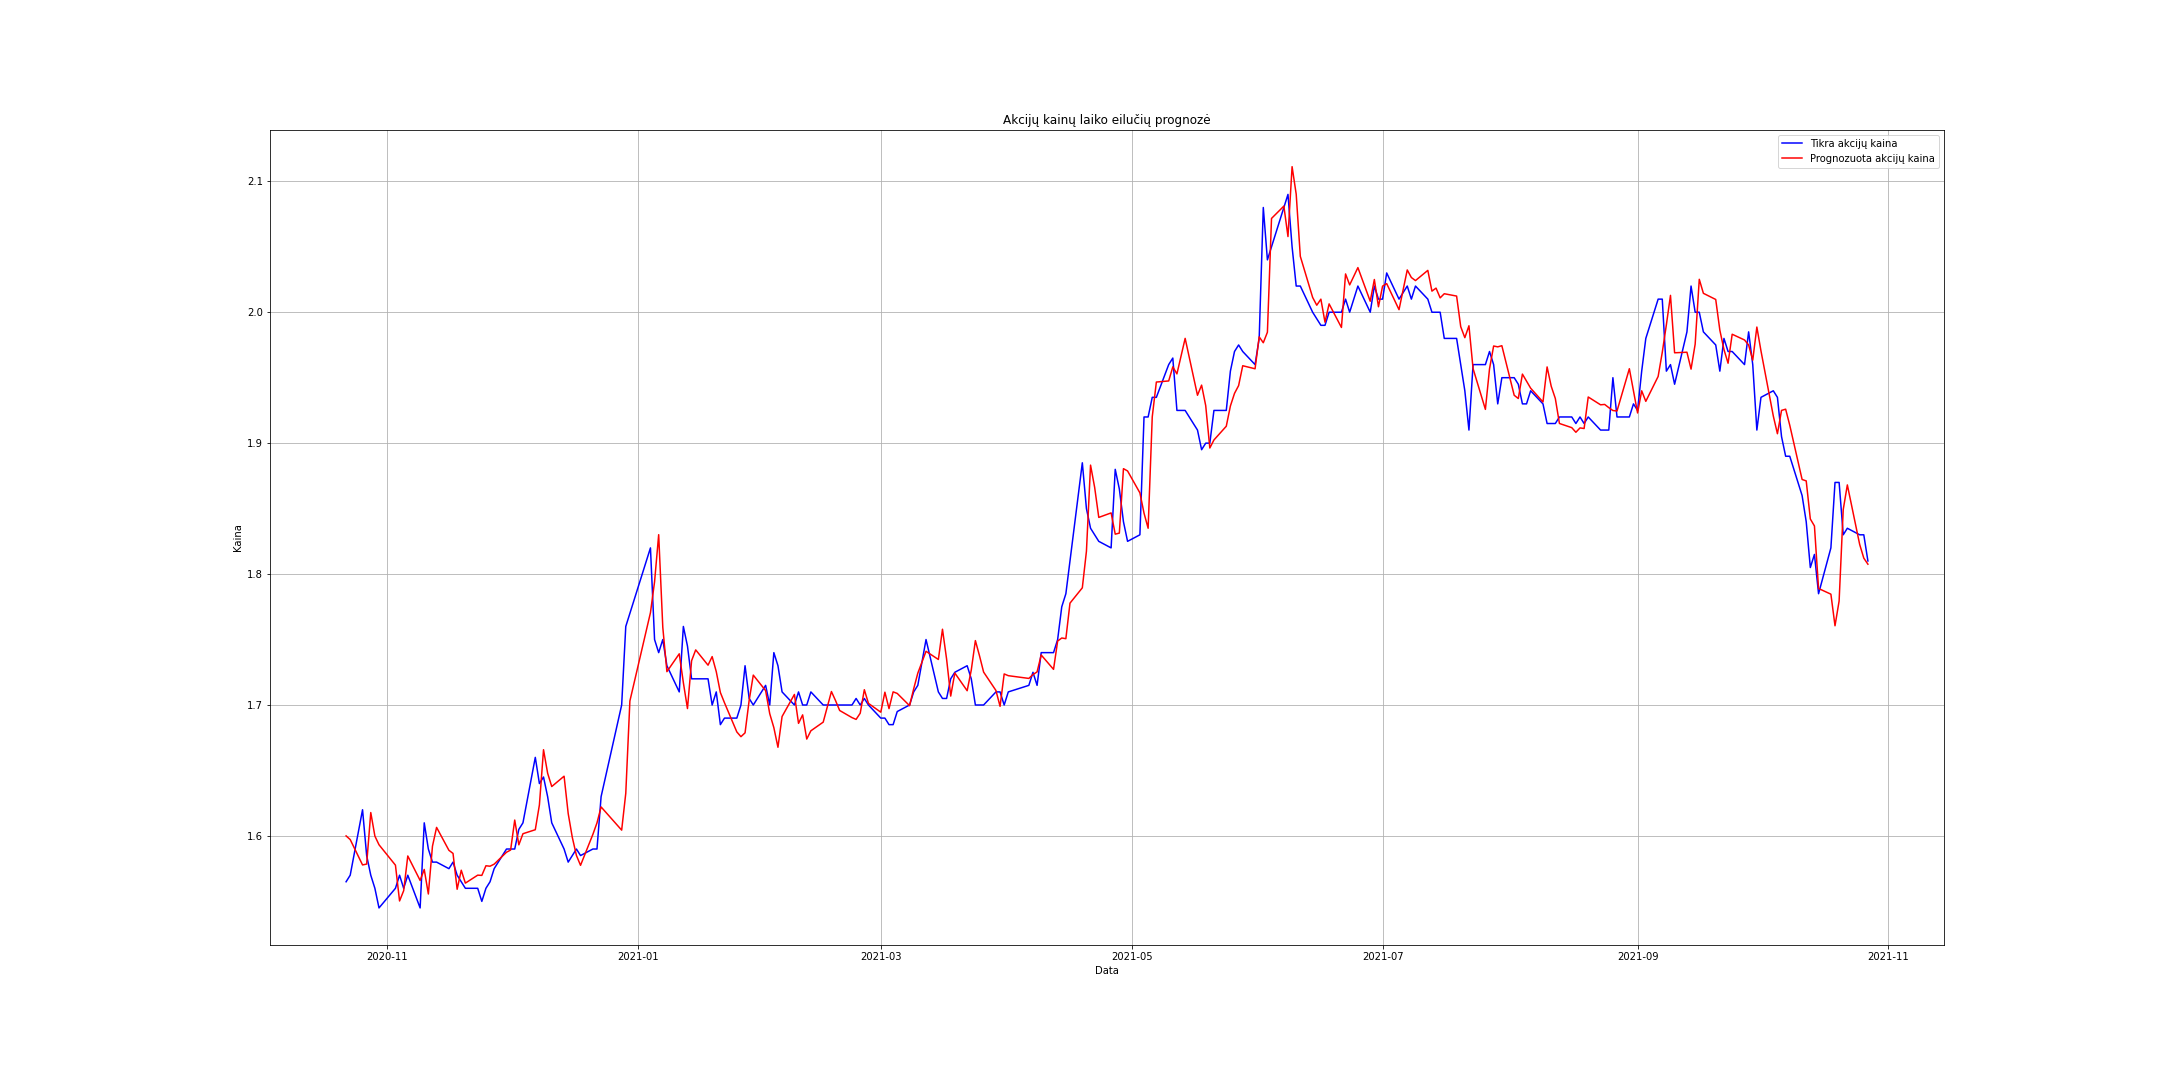 Akcijų kainų laiko eilučių prognozė
Tikra akcijų kaina
Prognozuota akcijų kaina
2.1
2.0
1.9
1.8
1.7
1.6
Kaina
2020-11
2021-01
2021-03
2021-05
2021-07
2021-09
2021-11
Data